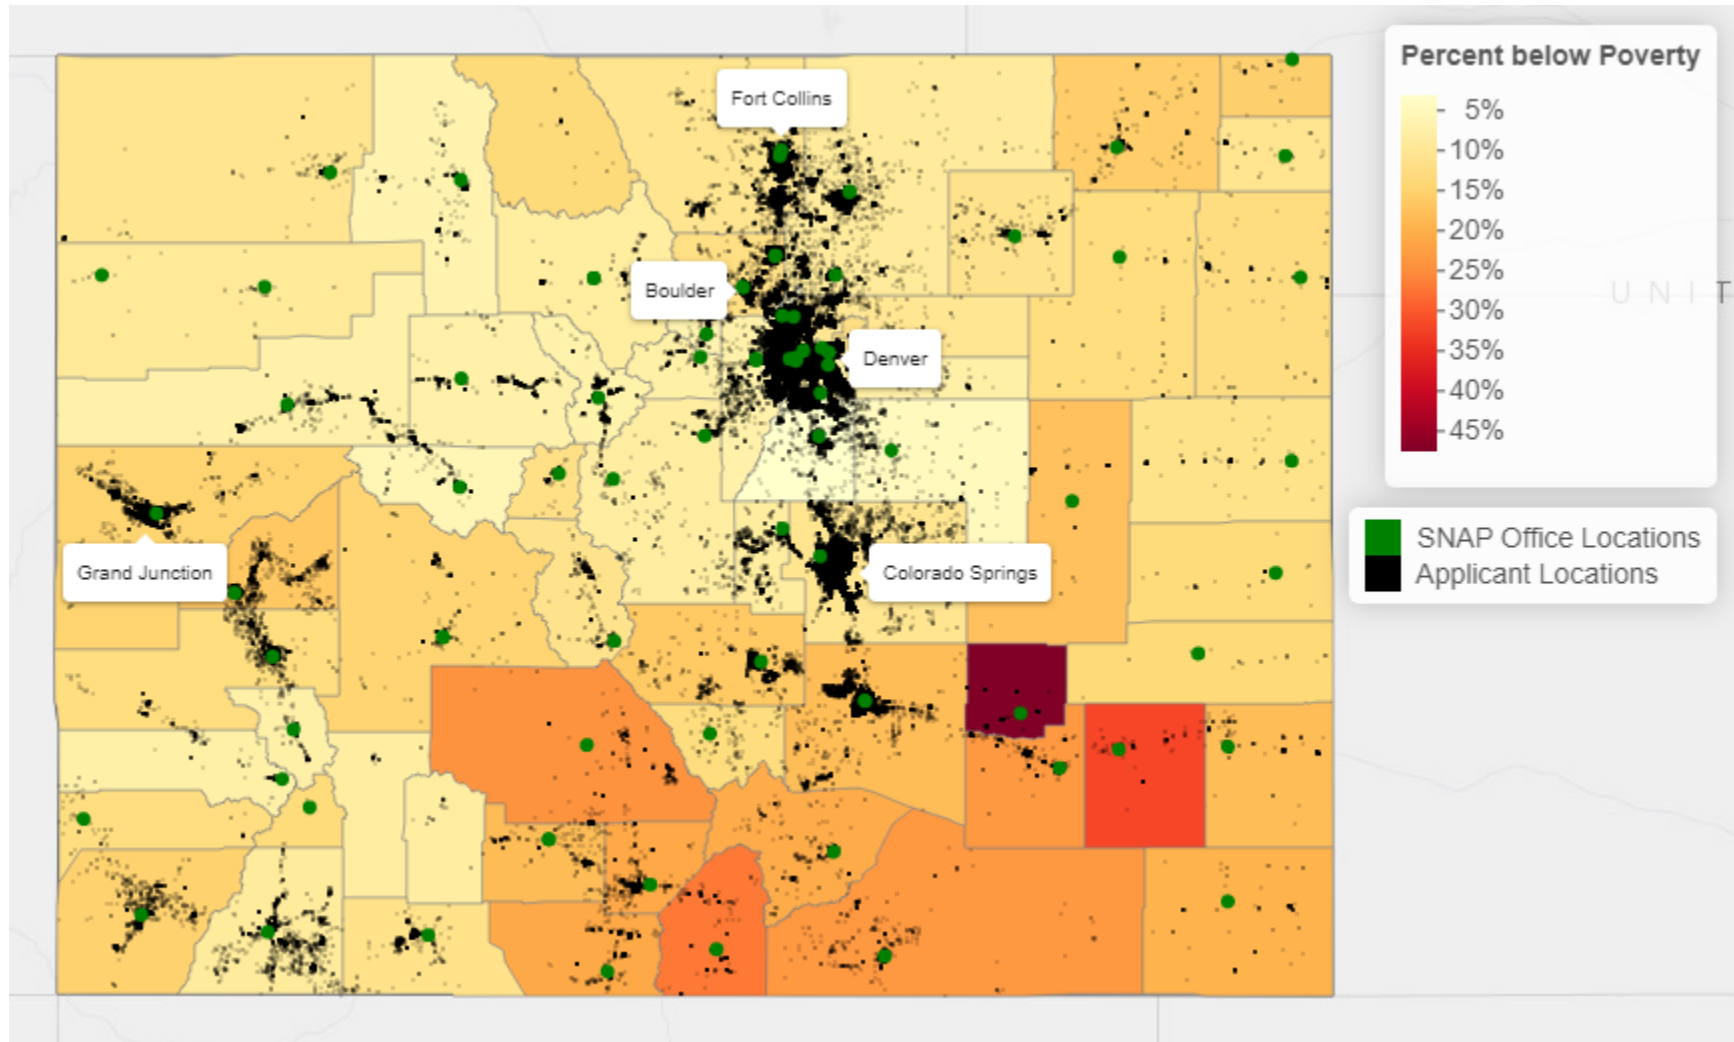 Percent below Poverty
5%
10%
15%
20%
25%
30%
35%
40%
45%
Fort Collins
Boulder
UNIT
Denver
SNAP Office Locations
Applicant Locations
Grand Junction
Colorado Springs